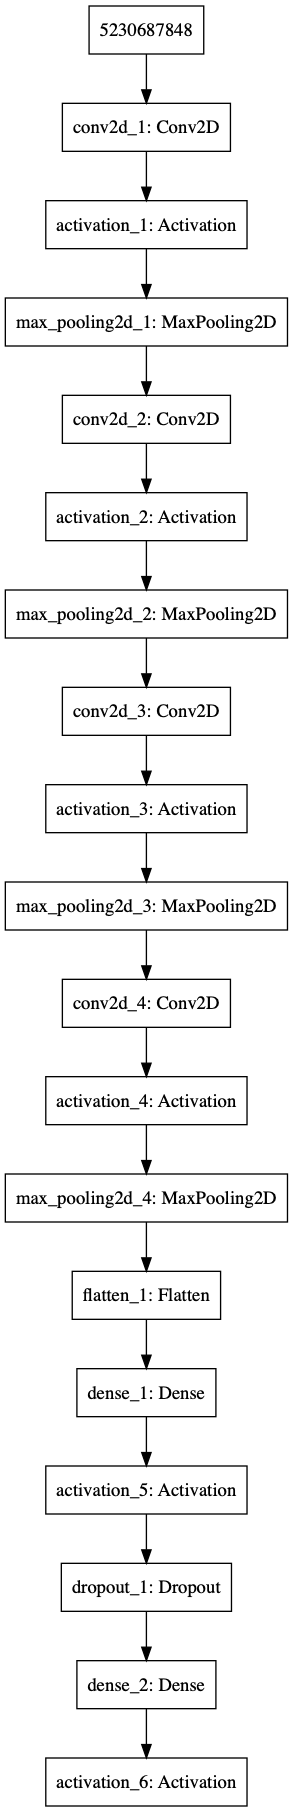 5230687848
conv2d_1: Conv2D
activation_1: Activation
max_pooling2d_1: MaxPooling2D
conv2d_2: Conv2D
activation_2: Activation
max_pooling2d_2: MaxPooling2D
conv2d_3: Conv2D
activation_3: Activation
max_pooling2d_3: MaxPooling2D
conv2d_4: Conv2D
activation_4: Activation
max_pooling2d_4: MaxPooling2D
flatten_1: Flatten
dense_1: Dense
activation_5: Activation
dropout_1: Dropout
dense_2: Dense
activation_6: Activation